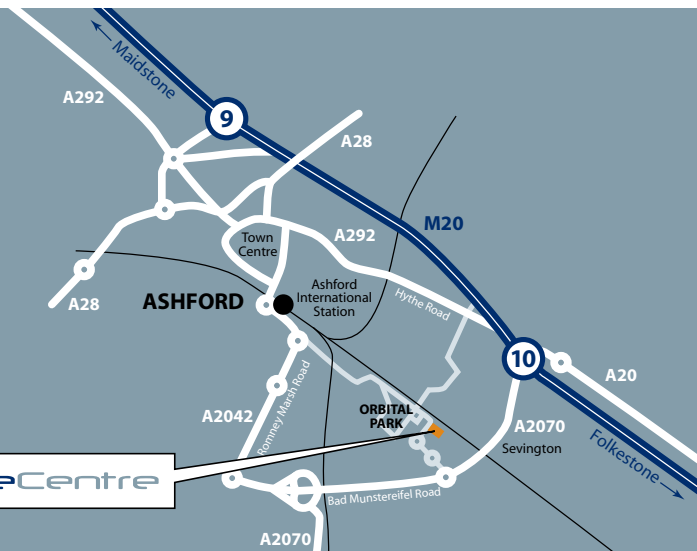 Maidstone
A292
9
A28
M20
A292
Town
Centre
Ashford
International
Station
ASHFORD
A28
Hythe Road
10
A20
ORBITAL
PARK
A2042
Romney Marsh Road
A2070
Sevington
Folkestone
eCentre
Bad Munstereifel Road
A2070